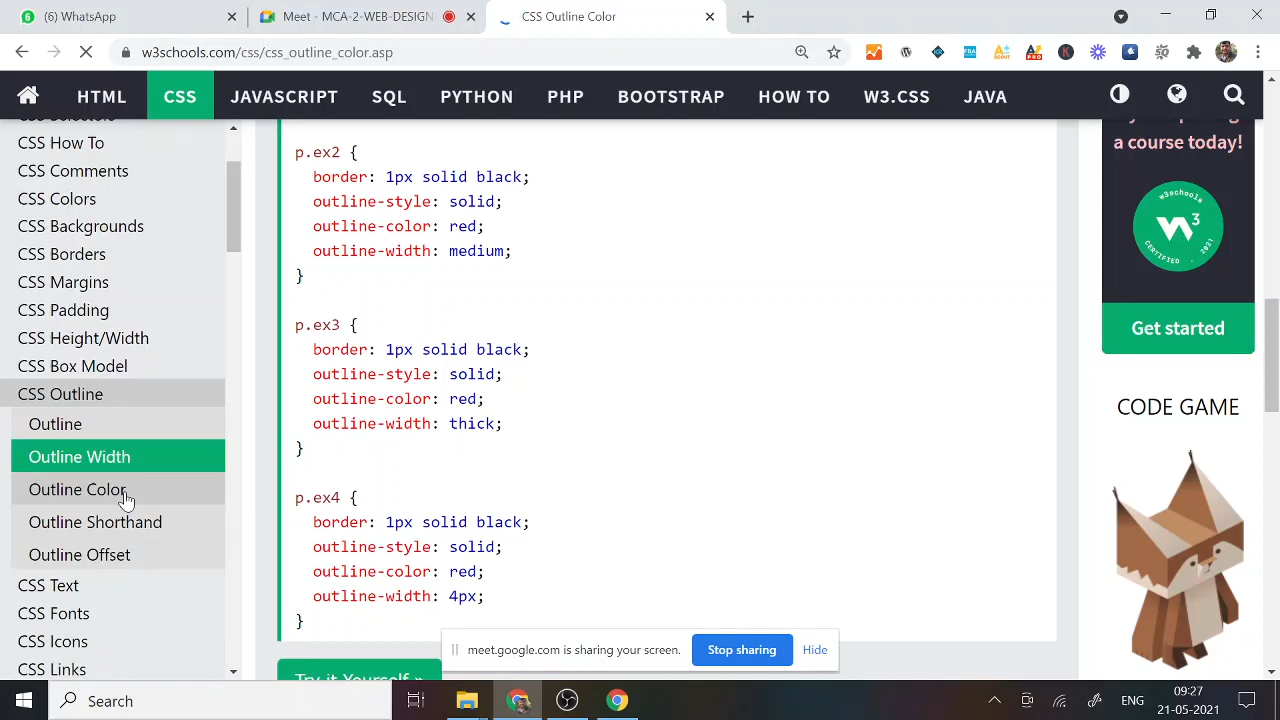 (6) WhatsApp
Meet - MCA-2-WEB-DESIGN
CSS Outline Color
w3schools.com/css/css_outline_color.asp
HTML
CSS
JAVASCRIPT
SQL
PYTHON
PHP
BOOTSTRAP
HOW TO
W3.CSS
JAVA
CSS How To
CSS Comments
CSS Colors
CSS Backgrounds
CSS Borders
CSS Margins
CSS Padding
CSS Height/Width
CSS Box Model
CSS Outline
Outline
Outline Width
Outline Color
Outline Shorthand
Outline Offset
CSS Text
CSS Fonts
CSS Icons
CSS Links
p.ex2 {
border: 1px solid black;
outline-style: solid;
outline-color: red;
outline-width: medium;
}
p.ex3 {
border: 1px solid black;
outline-style: solid;
outline-color: red;
outline-width: thick;
}
p.ex4 {
border: 1px solid black;
outline-style: solid;
outline-color: red;
outline-width: 4px;
}
Try it Yourself »
a course today!
w3schools
CERTIFIED . 2021
Get started
CODE GAME
meet.google.com is sharing your screen.
Stop sharing
Hide
Search
ENG
09:27
21-05-2021